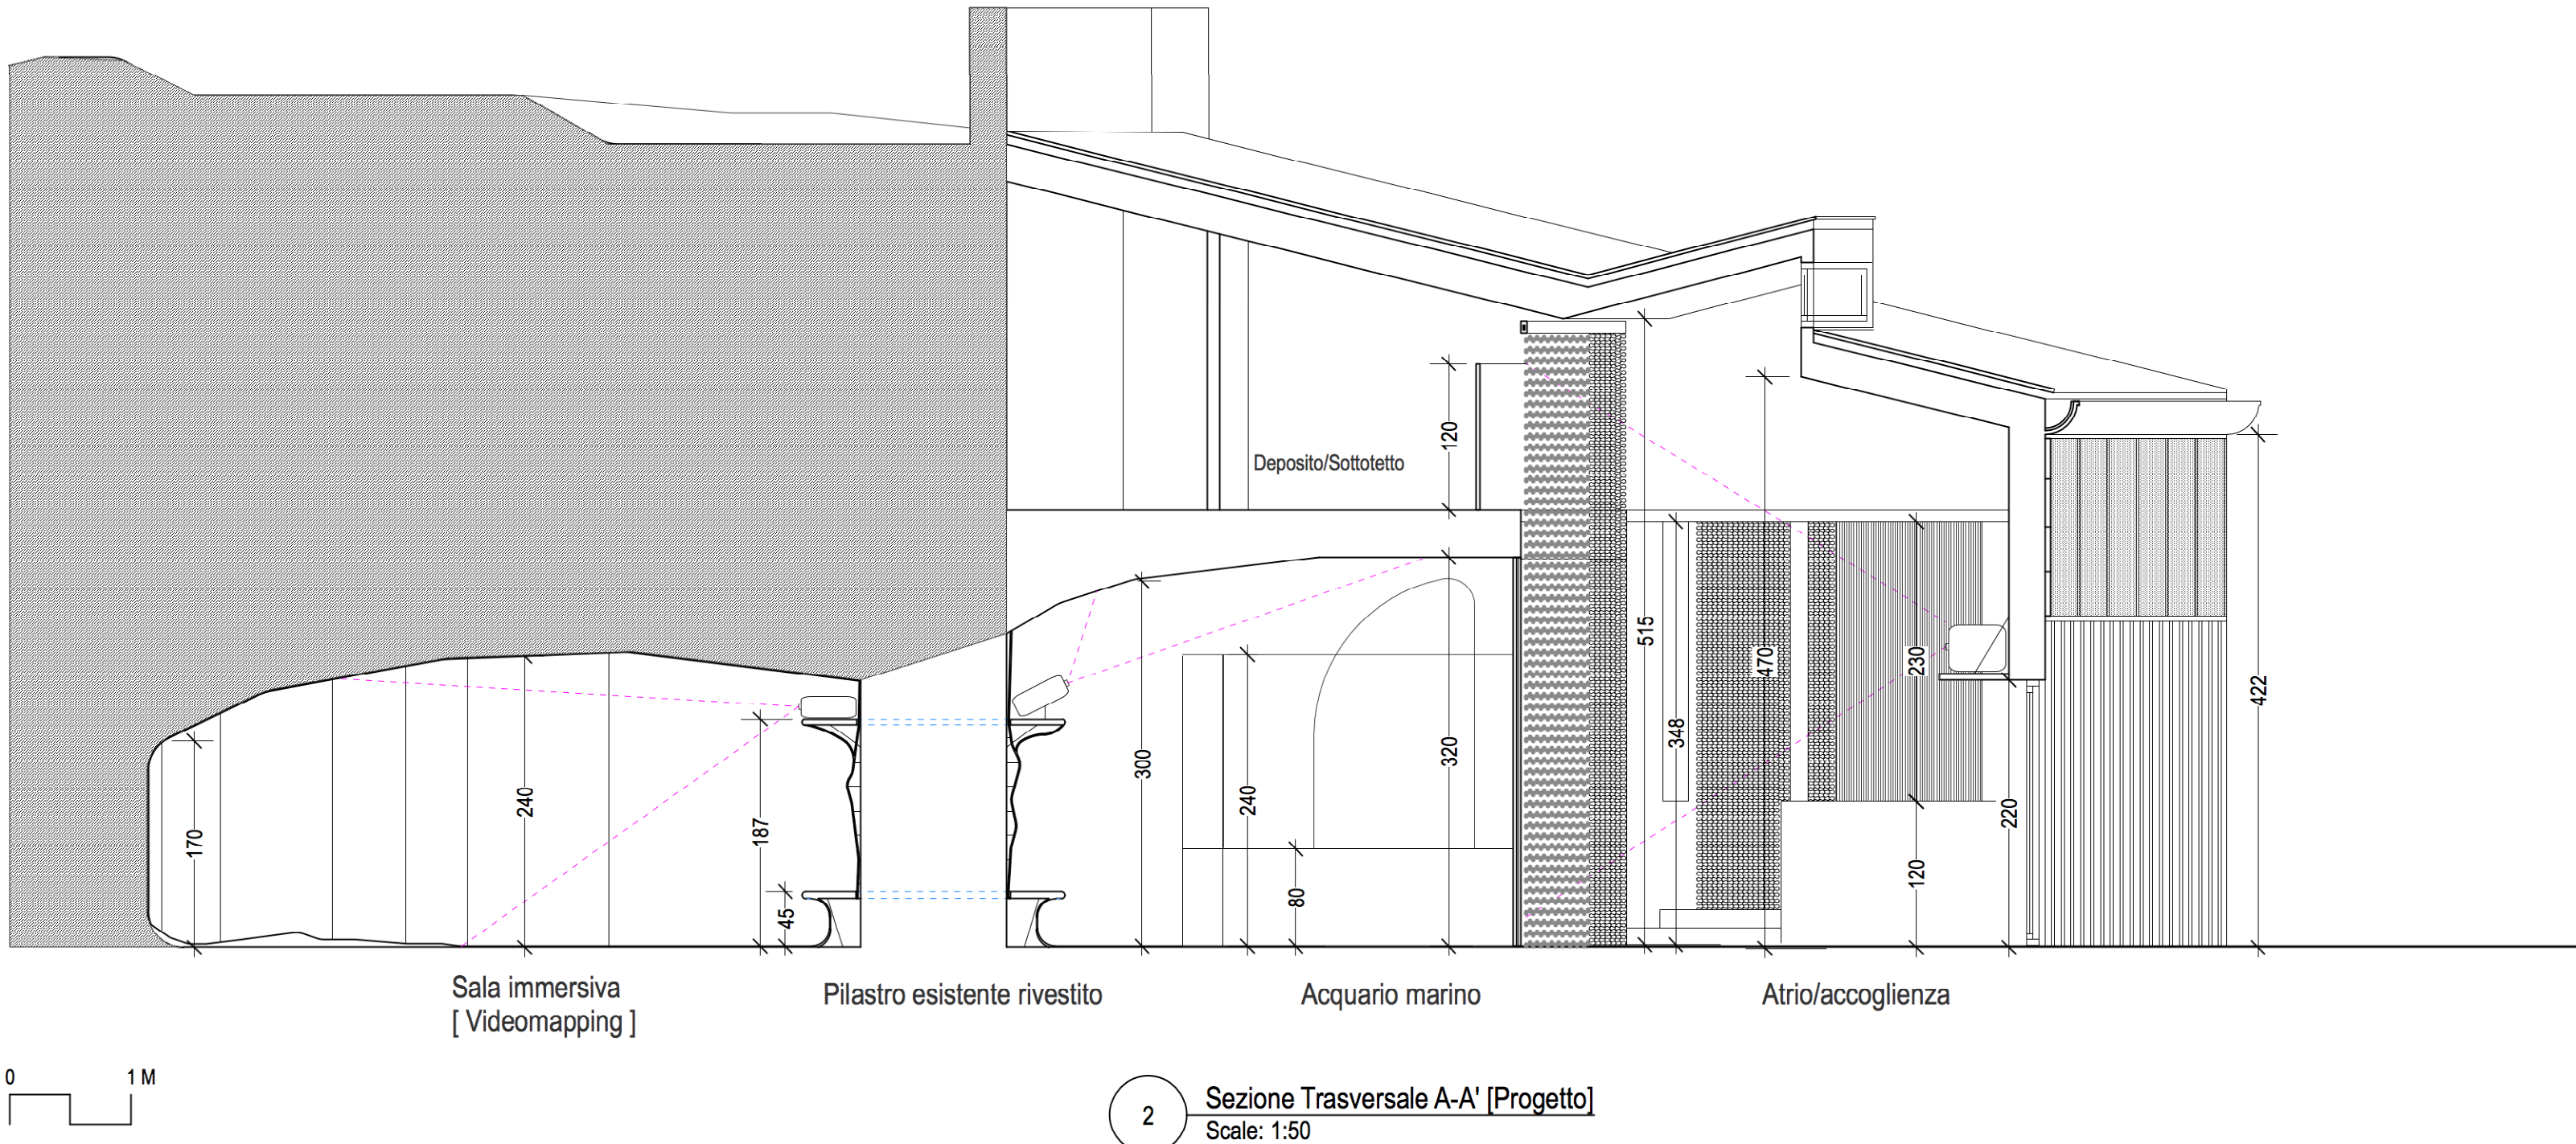 120
Deposito/Sottotetto
515
470
230
348
422
300
320
240
240
187
170
45
80
120
220
Sala immersiva
[ Videomapping ]
Pilastro esistente rivestito
Acquario marino
Atrio/accoglienza
0 1 M
2
Sezione Trasversale A-A' [Progetto]
Scale: 1:50